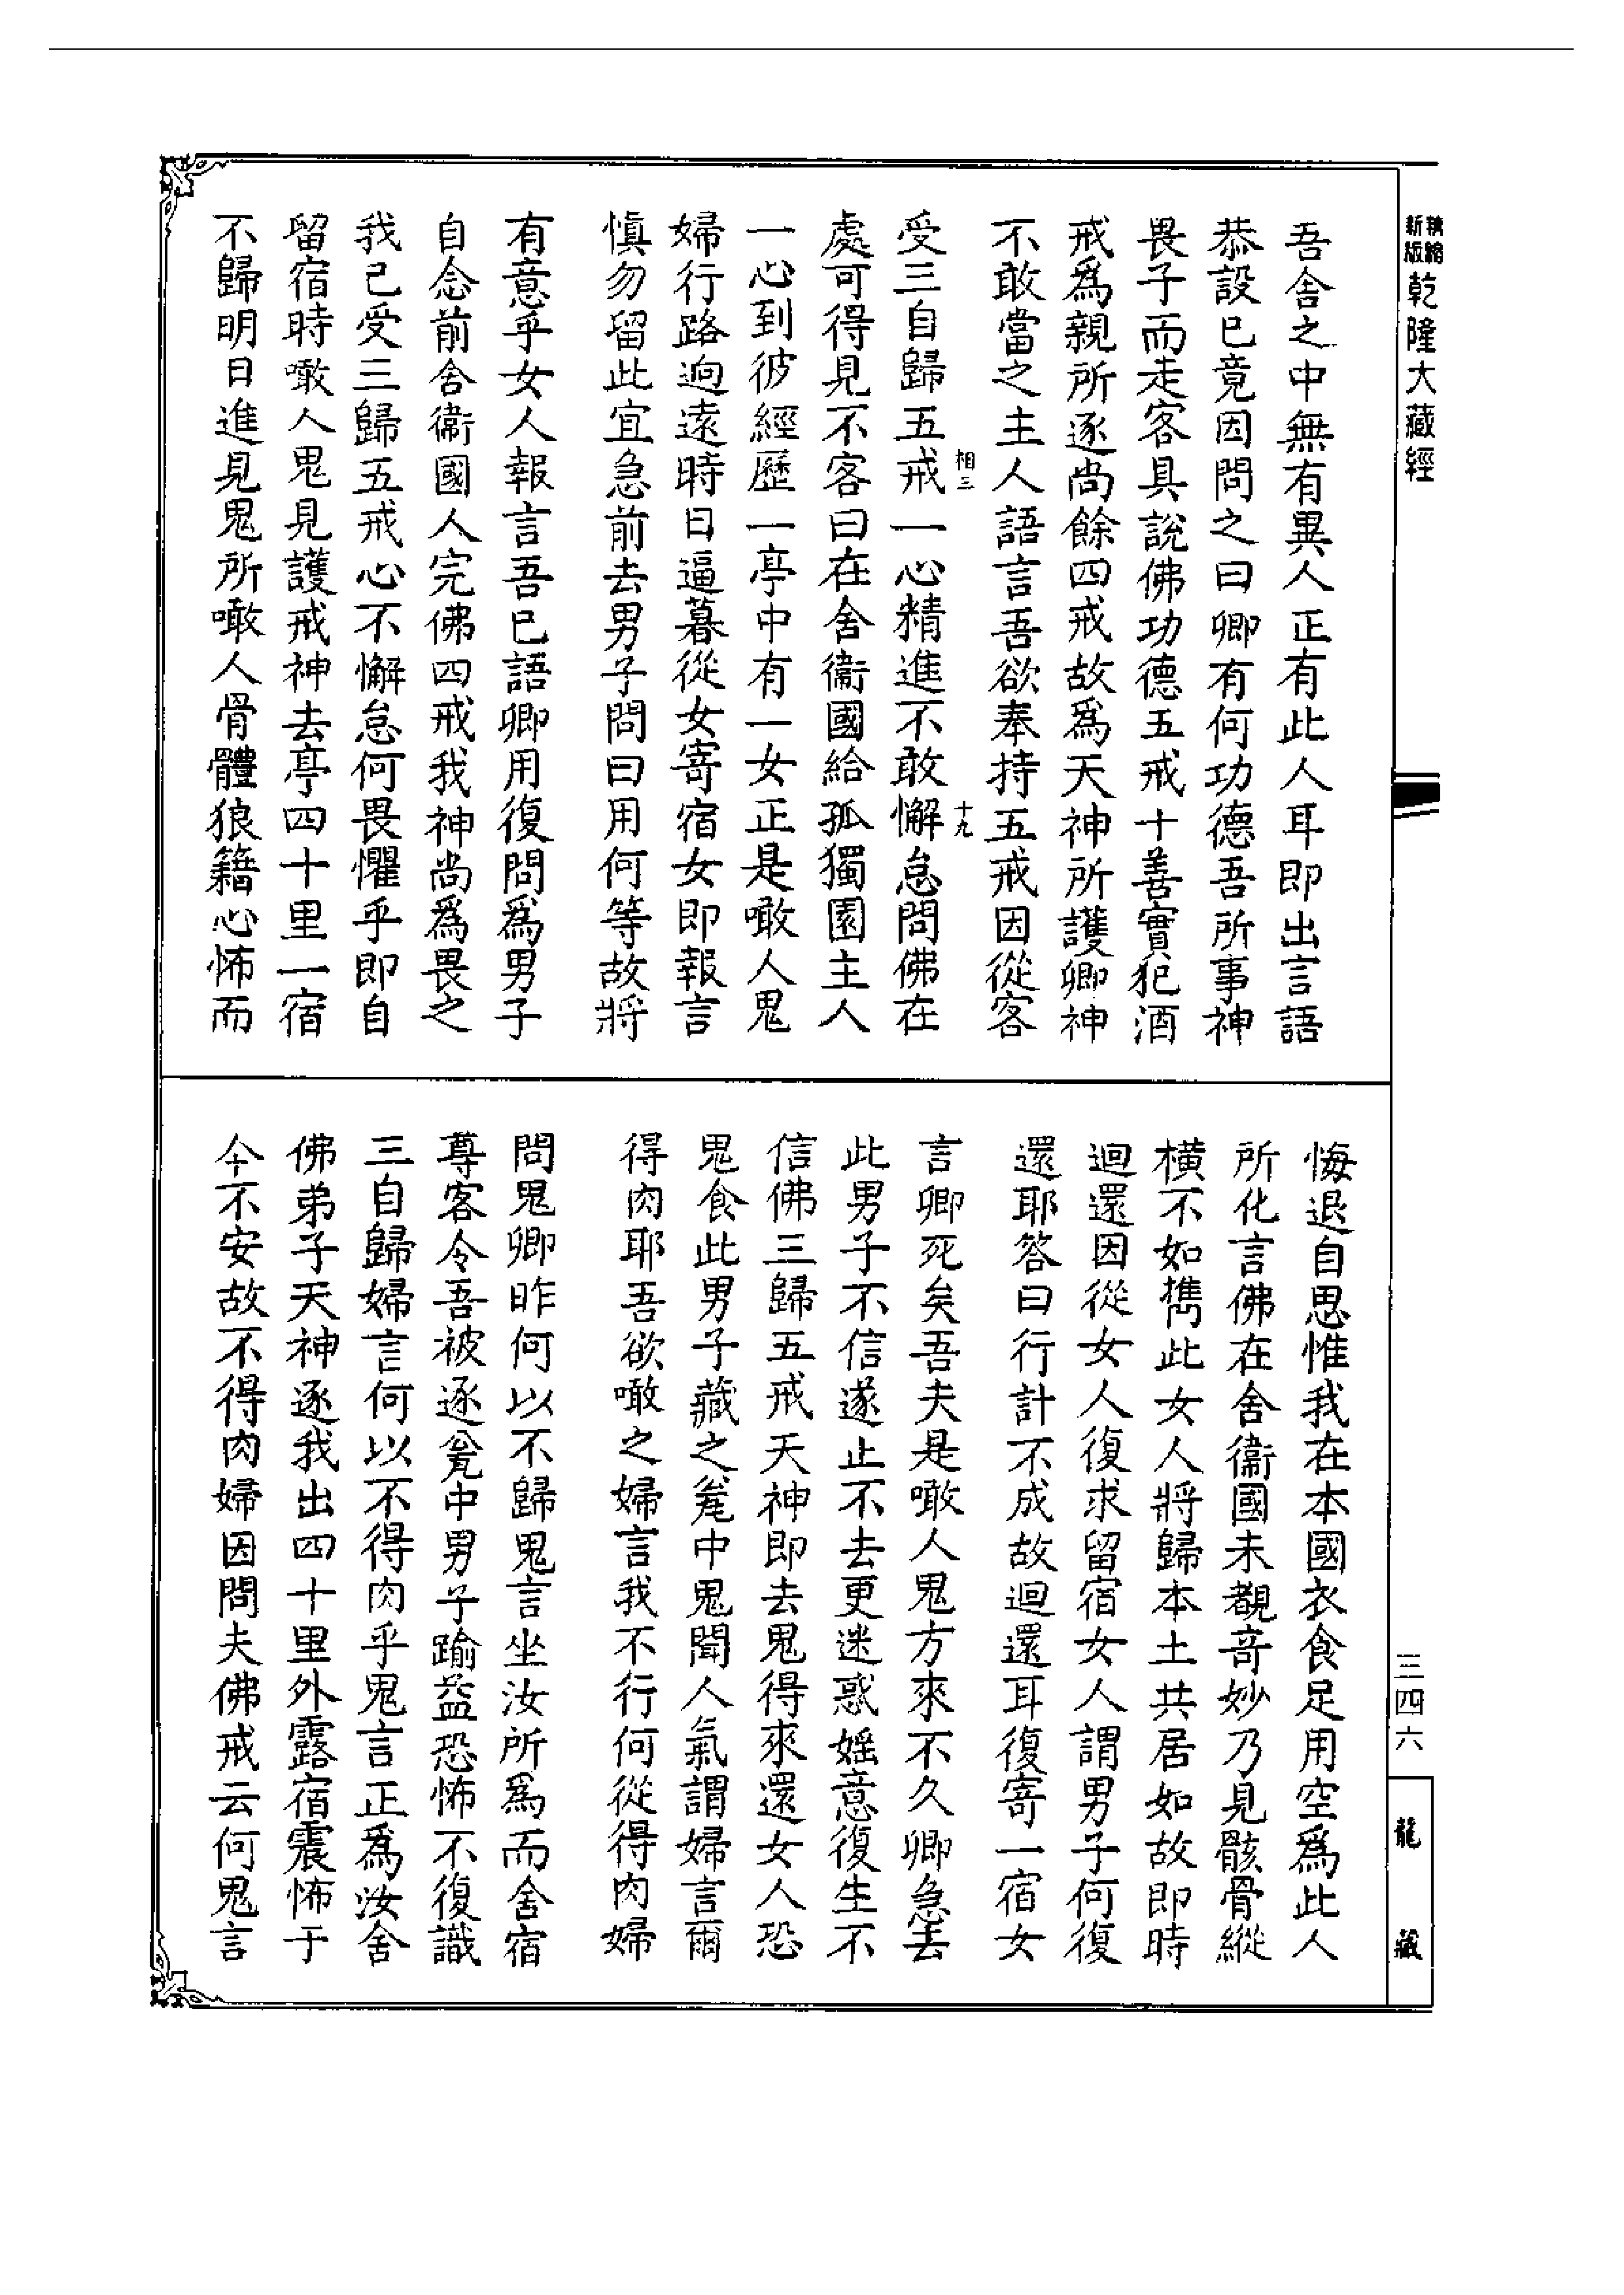 精縮新版乾隆大藏經
吾舍之中無有異人正有此人耳即出言語
恭設已竟因問之曰卿有何功德吾所事神
畏子而走客具說佛功德五戒十善實犯酒
戒爲親所逐尚餘四戒故爲天神所護卿神
不敢當之主人語言吾欲奉持五戒因從客
相三 十九
受三自歸五戒一心精進不敢懈怠問佛在
處可得見不客曰在舍衞國給孤獨園主人
一心到彼經歷一亭中有一女正是噉人鬼
婦行路逈遠時日逼暮從女寄宿女即報言
愼勿留此宜急前去男子問曰用何等故將
有意乎女人報言吾已語卿用復問爲男子
自念前舍衞國人完佛四戒我神尚爲畏之
我已受三歸五戒心不懈怠何畏懼乎即自
留宿時噉人鬼見護戒神去亭四十里一宿
不歸明日進見鬼所噉人骨體狼籍心怖而
悔退自思惟我在本國衣食足用空爲此人
所化言佛在舍衞國未覩奇妙乃見骸骨縱
橫不如攜此女人將歸本土共居如故即時
迴還因從女人復求留宿女人謂男子何復
還耶答曰行計不成故迴還耳復寄一宿女
言卿死矣吾夫是噉人鬼方來不久卿急去
此男子不信遂止不去更迷惑婬意復生不
信佛三歸五戒天神即去鬼得來還女人恐
鬼食此男子藏之瓮中鬼聞人氣謂婦言爾
得肉耶吾欲噉之婦言我不行何從得肉婦
問鬼卿昨何以不歸鬼言坐汝所爲而舍宿
尊客令吾被逐瓮中男子踰益恐怖不復識
三自歸婦言何以不得肉乎鬼言正爲汝舍
佛弟子天神逐我出四十里外露宿震怖于
今不安故不得肉婦因問夫佛戒云何鬼言
三四六
龍藏